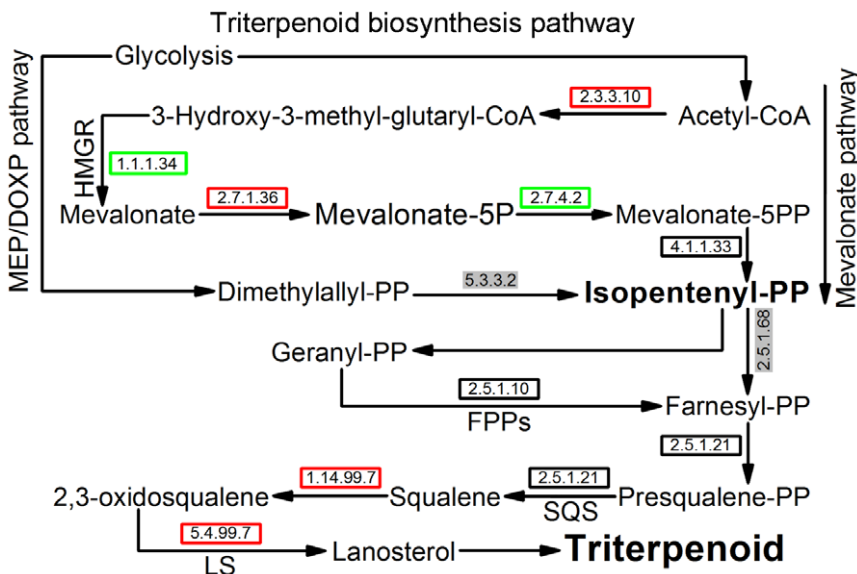 Triterpenoid biosynthesis pathway
Glycolysis
MEP/DOXP pathway
Mevalonate pathway
3-Hydroxy-3-methyl-glutaryl-CoA
2.3.3.10
Acetyl-CoA
HMGR
1.1.1.34
Mevalonate
2.7.1.36
Mevalonate-5P
2.7.4.2
Mevalonate-5PP
4.1.1.33
Dimethylallyl-PP
5.3.3.2
Isopentenyl-PP
2.5.1.68
Geranyl-PP
2.5.1.10
FPPs
Farnesyl-PP
2.5.1.21
2,3-oxidosqualene
1.14.99.7
Squalene
2.5.1.21
SQS
Presqualene-PP
5.4.99.7
LS
Lanosterol
Triterpenoid